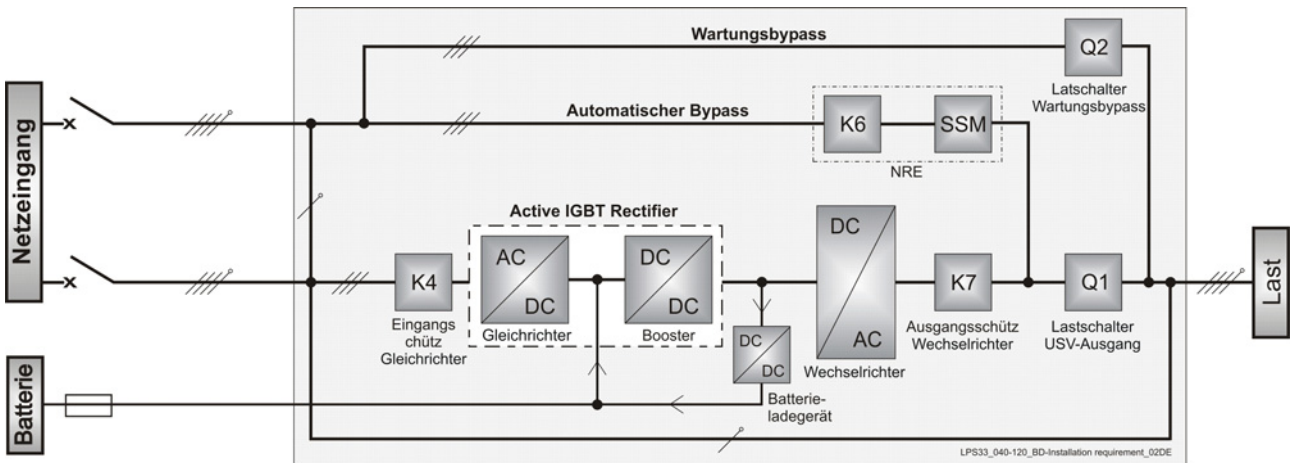 Wartungsbypass
Q2
Latschalter
Wartungsbypass
Netzeingang
Automatischer Bypass
K6
SSM
NRE
Active IGBT Rectifier
AC
DC
Gleichrichter
DC
DC
Booster
K4
Eingangs
chütz
Gleichrichter
DC
DC
Batterie-
ladegerät
DC
AC
Wechselrichter
K7
Ausgangsschütz
Wechselrichter
Q1
Lastschalter
USV-Ausgang
Last
Batterie
LPS33_040-120_BD-Installation requirement_02DE